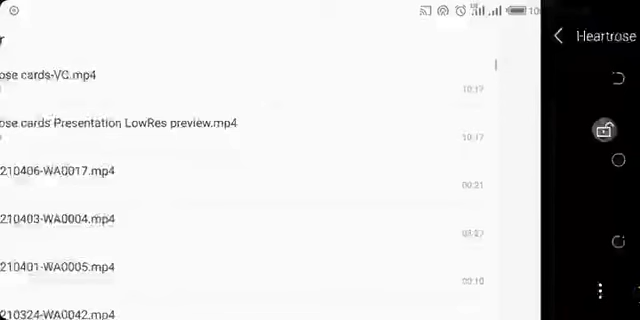 r
ose cards-VC.mp4
10:17
ose cards Presentation LowRes preview.mp4
10:17
210406-WA0017.mp4
00:21
210403-WA0004.mp4
03:27
210401-WA0005.mp4
00:10
210324-WA0042.mp4
Heartrose